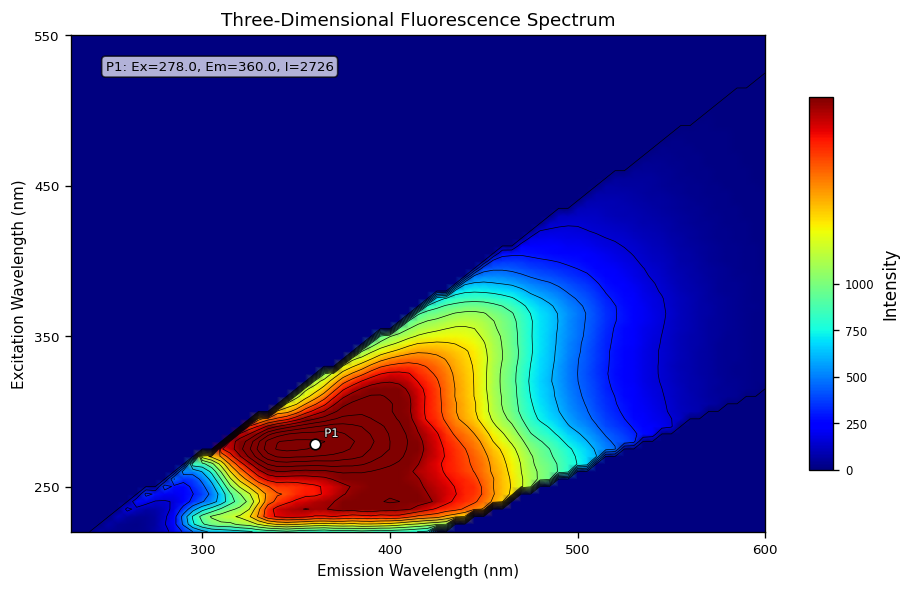 Three-Dimensional Fluorescence Spectrum
P1: Ex=278.0, Em=360.0, I=2726
P1
550
450
350
250
Excitation Wavelength (nm)
300
400
500
600
Emission Wavelength (nm)
1000
750
500
250
0
Intensity